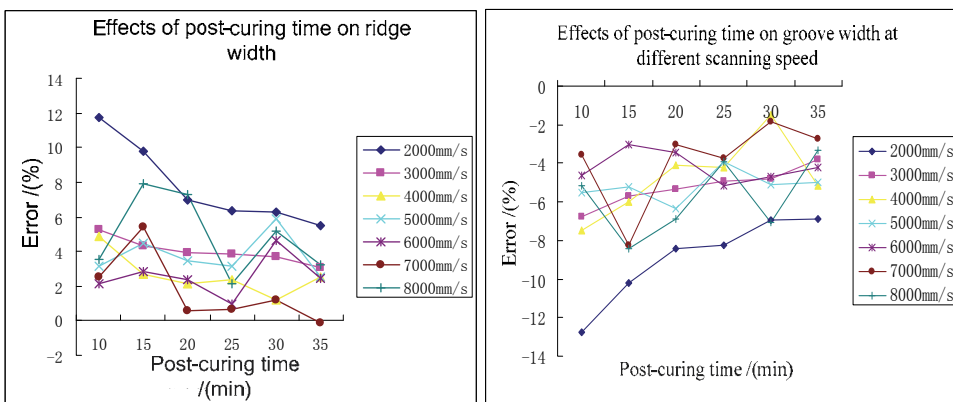 Effects of post-curing time on ridge
width
14
12
10
8
6
4
2
0
-2
Error /(%)
10 15 20 25 30 35
Post-curing time
/(min)
2000mm/s
3000mm/s
4000mm/s
5000mm/s
6000mm/s
7000mm/s
8000mm/s
Effects of post-curing time on groove width at
different scanning speed
0
-2
-4
-6
-8
-10
-12
-14
Error /(%)
10 15 20 25 30 35
Post-curing time /(min)
2000mm/s
3000mm/s
4000mm/s
5000mm/s
6000mm/s
7000mm/s
8000mm/s